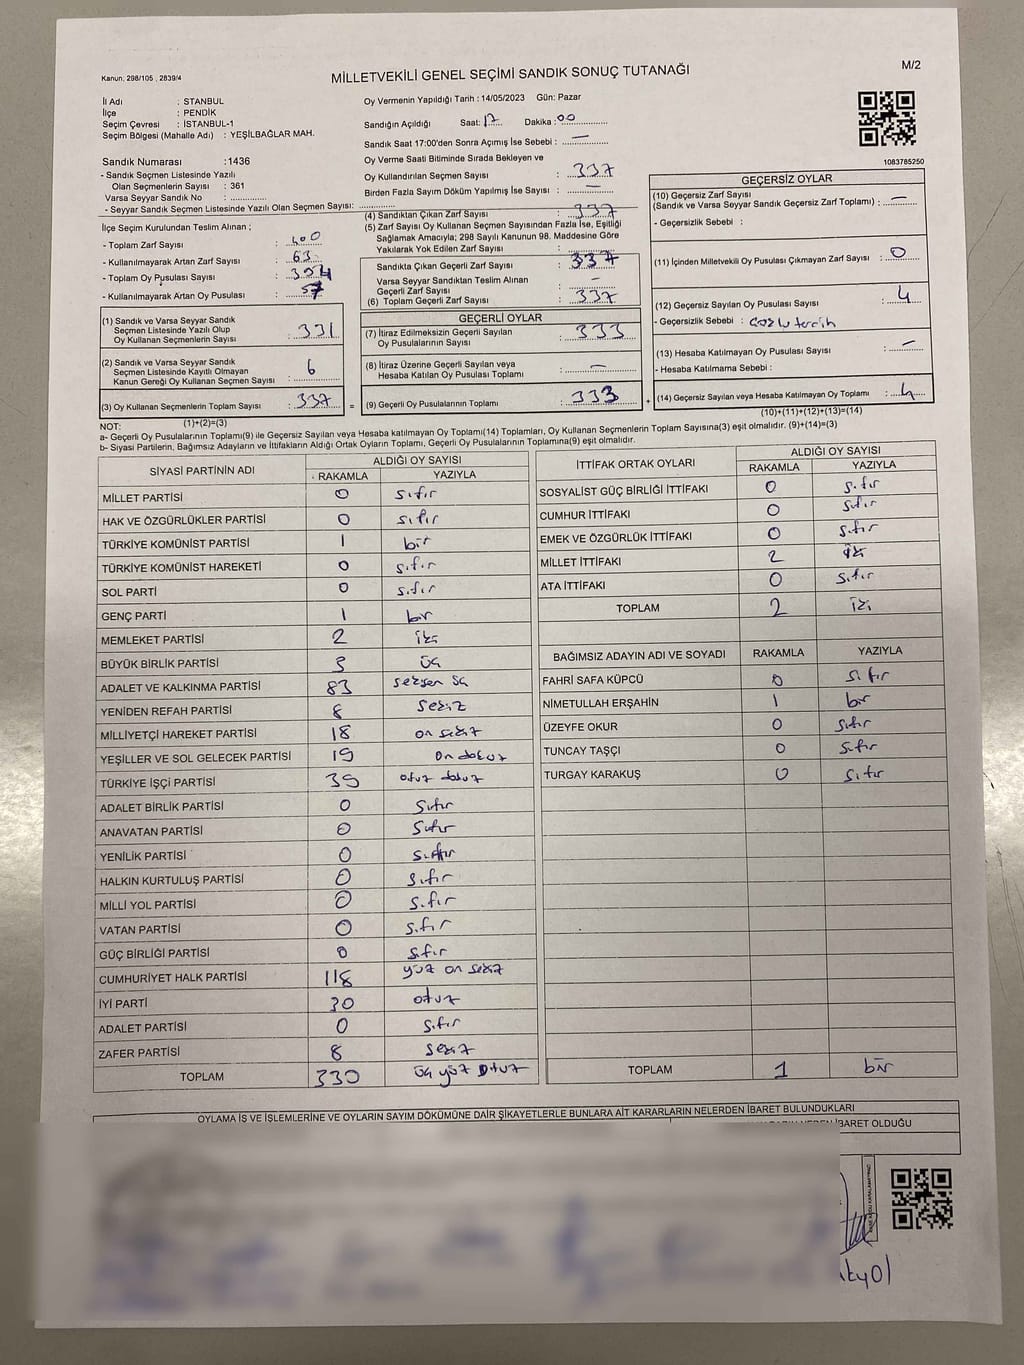 Kanun: 298/105 , 2839/4
MİLLETVEKİLİ GENEL SEÇİMİ SANDIK SONUÇ TUTANAĞI
M/2
İl Adı : STANBUL
İlçe : PENDİK
Seçim Çevresi : İSTANBUL-1
Seçim Bölgesi (Mahalle Adı) : YEŞİLBAĞLAR MAH.
Sandık Numarası : 1436
- Sandık Seçmen Listesinde Yazılı
Olan Seçmenlerin Sayısı : 361
Varsa Seyyar Sandık No : ..............
- Seyyar Sandık Seçmen Listesinde Yazılı Olan Seçmen Sayısı: ..............
İlçe Seçim Kurulundan Teslim Alınan ;
- Toplam Zarf Sayısı : 400
- Kullanılmayarak Artan Zarf Sayısı : 63
- Toplam Oy Pusulası Sayısı : 394
- Kullanılmayarak Artan Oy Pusulası : 57
(1) Sandık ve Varsa Seyyar Sandık
Seçmen Listesinde Yazılı Olup
Oy Kullanan Seçmenlerin Sayısı : 331
(2) Sandık ve Varsa Seyyar Sandık
Seçmen Listesinde Kayıtlı Olmayan
Kanun Gereği Oy Kullanan Seçmen Sayısı : 6
(3) Oy Kullanan Seçmenlerin Toplam Sayısı : 337
(1)+(2)=(3)
Oy Vermenin Yapıldığı Tarih : 14/05/2023 Gün: Pazar
Sandığın Açıldığı Saat: 17 Dakika : 00
Sandık Saat 17:00'den Sonra Açımış İse Sebebi : —
Oy Verme Saati Bitiminde Sırada Bekleyen ve
Oy Kullandırılan Seçmen Sayısı : 337
Birden Fazla Sayım Döküm Yapılmış İse Sayısı : —
(4) Sandıktan Çıkan Zarf Sayısı : 337
(5) Zarf Sayısı Oy Kullanan Seçmen Sayısından Fazla İse, Eşitliği
Sağlamak Amacıyla; 298 Sayılı Kanunun 98. Maddesine Göre
Yakılarak Yok Edilen Zarf Sayısı :
Sandıkta Çıkan Geçerli Zarf Sayısı : 337
Varsa Seyyar Sandıktan Teslim Alınan
Geçerli Zarf Sayısı : —
(6) Toplam Geçerli Zarf Sayısı : 337
GEÇERLİ OYLAR
(7) İtiraz Edilmeksizin Geçerli Sayılan
Oy Pusulalarının Sayısı : 333
(8) İtiraz Üzerine Geçerli Sayılan veya
Hesaba Katılan Oy Pusulası Toplamı : —
= (9) Geçerli Oy Pusulalarının Toplamı : 333 +
1083785250
GEÇERSİZ OYLAR
(10) Geçersiz Zarf Sayısı
(Sandık ve Varsa Seyyar Sandık Geçersiz Zarf Toplamı) : —
- Geçersizlik Sebebi :
(11) İçinden Milletvekili Oy Pusulası Çıkmayan Zarf Sayısı : 0
(12) Geçersiz Sayılan Oy Pusulası Sayısı : 4
- Geçersizlik Sebebi : Çoklu tercih
(13) Hesaba Katılmayan Oy Pusulası Sayısı : —
- Hesaba Katılmama Sebebi :
(14) Geçersiz Sayılan veya Hesaba Katılmayan Oy Toplamı : 4
(10)+(11)+(12)+(13)=(14)
NOT:
a- Geçerli Oy Pusulalarının Toplamı(9) ile Geçersiz Sayılan veya Hesaba katılmayan Oy Toplamı(14) Toplamları, Oy Kullanan Seçmenlerin Toplam Sayısına(3) eşit olmalıdır. (9)+(14)=(3)
b- Siyasi Partilerin, Bağımsız Adayların ve İttifakların Aldığı Ortak Oyların Toplamı, Geçerli Oy Pusulalarının Toplamına(9) eşit olmalıdır.
SİYASİ PARTİNİN ADI ALDIĞI OY SAYISI
RAKAMLA YAZIYLA
MİLLET PARTİSİ 0 sıfır
HAK VE ÖZGÜRLÜKLER PARTİSİ 0 sıfır
TÜRKİYE KOMÜNİST PARTİSİ 1 bir
TÜRKİYE KOMÜNİST HAREKETİ 0 sıfır
SOL PARTİ 0 sıfır
GENÇ PARTİ 1 bir
MEMLEKET PARTİSİ 2 iki
BÜYÜK BİRLİK PARTİSİ 3 üç
ADALET VE KALKINMA PARTİSİ 83 seksen üç
YENİDEN REFAH PARTİSİ 8 sekiz
MİLLİYETÇİ HAREKET PARTİSİ 18 on sekiz
YEŞİLLER VE SOL GELECEK PARTİSİ 19 on dokuz
TÜRKİYE İŞÇİ PARTİSİ 39 otuz dokuz
ADALET BİRLİK PARTİSİ 0 sıfır
ANAVATAN PARTİSİ 0 sıfır
YENİLİK PARTİSİ 0 sıfır
HALKIN KURTULUŞ PARTİSİ 0 sıfır
MİLLİ YOL PARTİSİ 0 sıfır
VATAN PARTİSİ 0 sıfır
GÜÇ BİRLİĞİ PARTİSİ 0 sıfır
CUMHURİYET HALK PARTİSİ 118 yüz on sekiz
İYİ PARTİ 30 otuz
ADALET PARTİSİ 0 sıfır
ZAFER PARTİSİ 8 sekiz
TOPLAM 330 üç yüz otuz
İTTİFAK ORTAK OYLARI ALDIĞI OY SAYISI
RAKAMLA YAZIYLA
SOSYALİST GÜÇ BİRLİĞİ İTTİFAKI 0 sıfır
CUMHUR İTTİFAKI 0 sıfır
EMEK VE ÖZGÜRLÜK İTTİFAKI 0 sıfır
MİLLET İTTİFAKI 2 iki
ATA İTTİFAKI 0 sıfır
TOPLAM 2 iki
BAĞIMSIZ ADAYIN ADI VE SOYADI RAKAMLA YAZIYLA
FAHRİ SAFA KÜPCÜ 0 sıfır
NİMETULLAH ERŞAHİN 1 bir
ÜZEYFE OKUR 0 sıfır
TUNCAY TAŞÇI 0 sıfır
TURGAY KARAKUŞ 0 sıfır
TOPLAM 1 bir
OYLAMA İŞ VE İŞLEMLERİNE VE OYLARIN SAYIM DÖKÜMÜNE DAİR ŞİKAYETLERLE BUNLARA AİT KARARLARIN NELERDEN İBARET BULUNDUKLARI
İBARET OLDUĞU